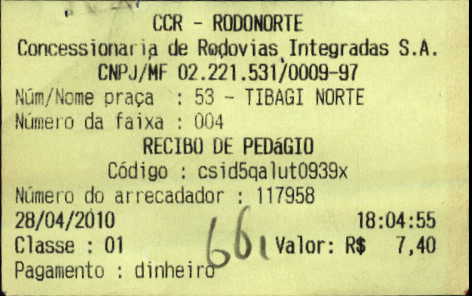 CCR - RODONORTE
Concessionaria de Rodovias Integradas S.A.
CNPJ/MF 02.221.531/0009-97
Núm/Nome praça : 53 - TIBAGI NORTE
Número da faixa : 004
RECIBO DE PEDáGIO
Código : csid5qalut0939x
Número do arrecadador : 117958
28/04/2010 18:04:55
Classe : 01 661 Valor: R$ 7,40
Pagamento : dinheiro